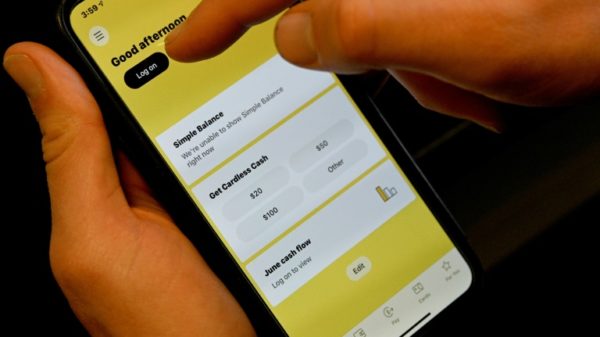 3:59
Good afternoon
Log on
Simple Balance
We're unable to show Simple Balance
right now
Get Cardless Cash
$20
$50
$100
Other
June cash flow
Log on to view
Edit
Pay
Cards
For you